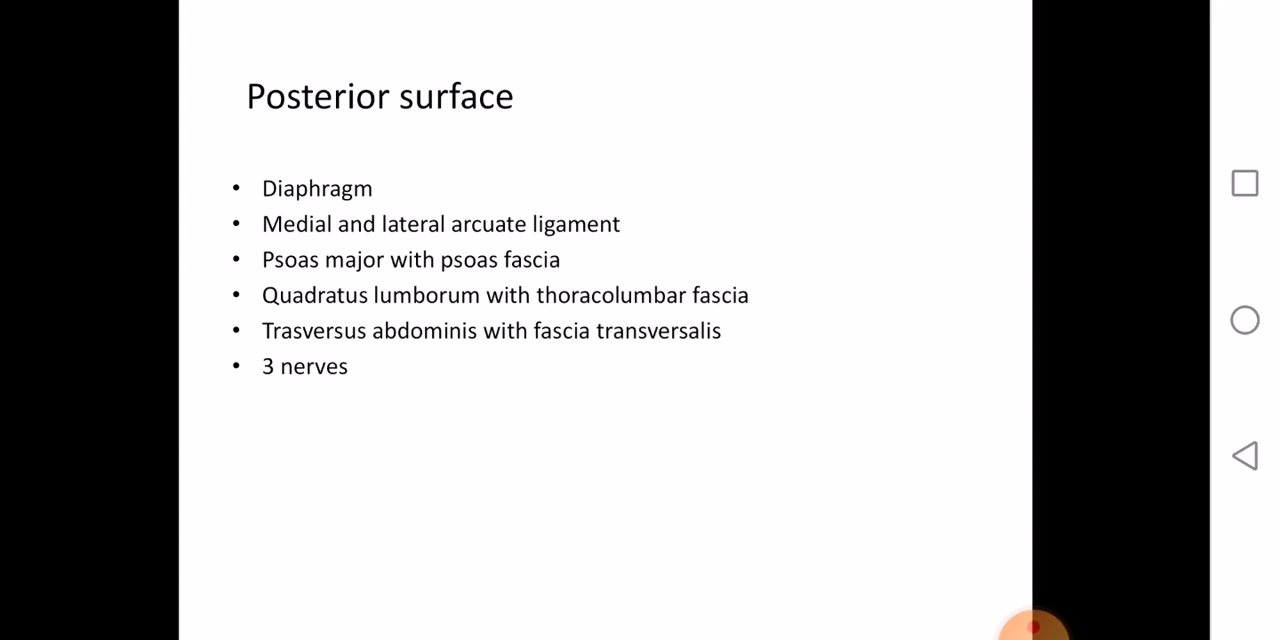 Posterior surface
• Diaphragm
• Medial and lateral arcuate ligament
• Psoas major with psoas fascia
• Quadratus lumborum with thoracolumbar fascia
• Trasversus abdominis with fascia transversalis
• 3 nerves